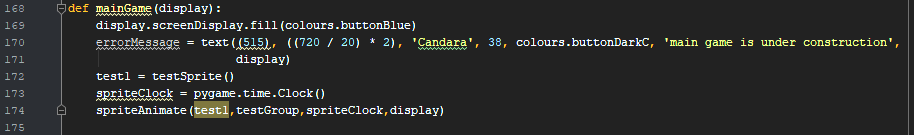 168 def mainGame(display):
169 display.screenDisplay.fill(colours.buttonBlue)
170 errorMessage = text((515), ((720 / 20) * 2), 'Candara', 38, colours.buttonDarkC, 'main game is under construction',
171 display)
172 test1 = testSprite()
173 spriteClock = pygame.time.Clock()
174 spriteAnimate(test1,testGroup,spriteClock,display)
175